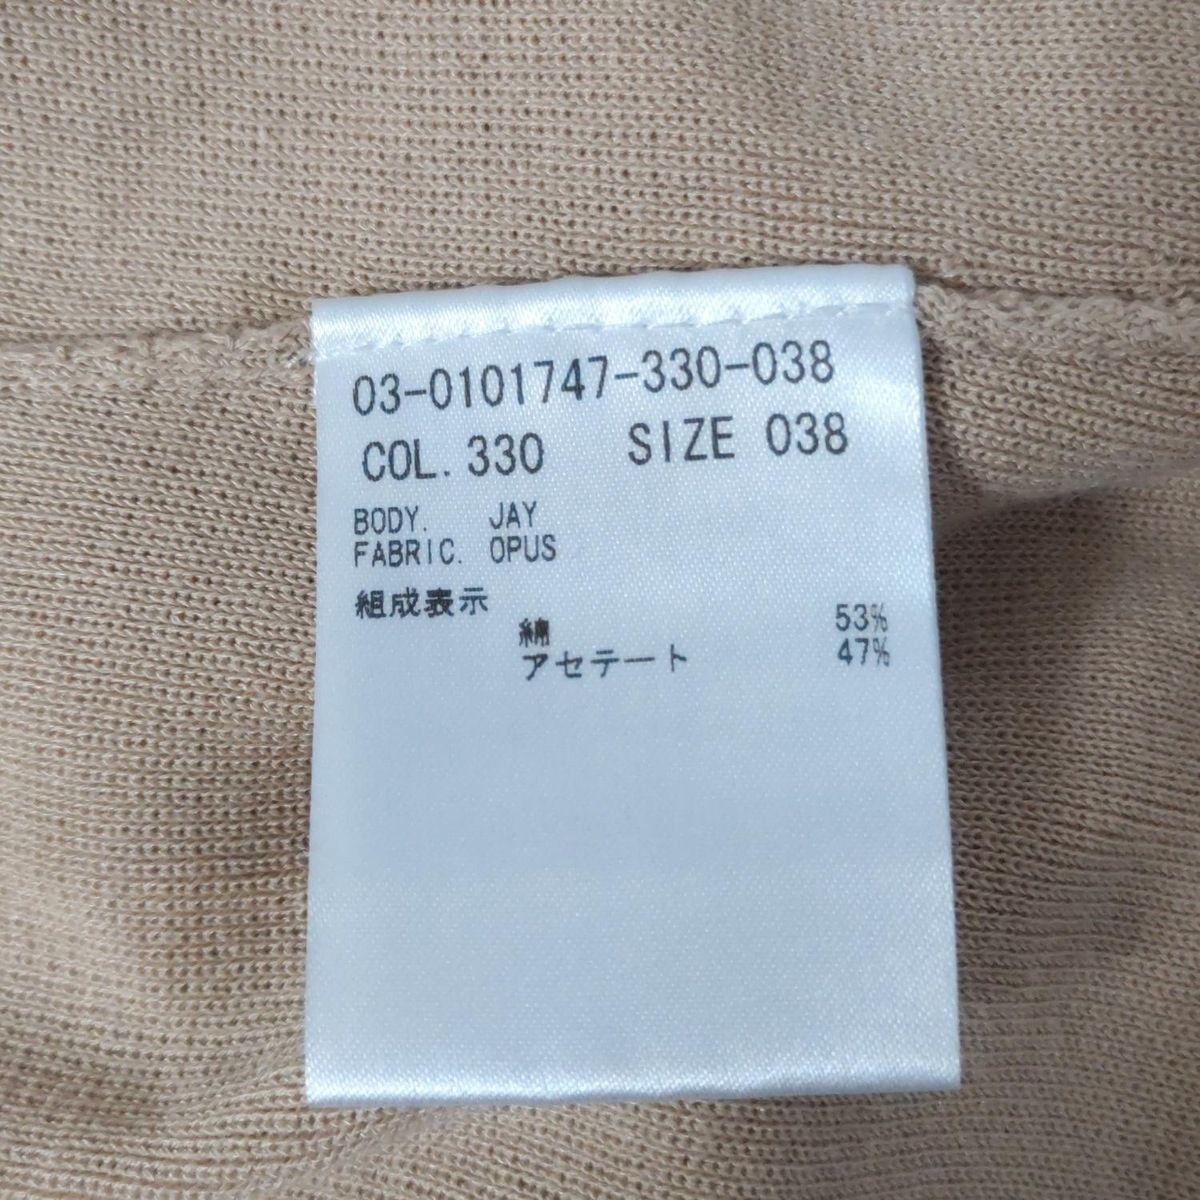 03-0101747-330-038
COL. 330 SIZE 038
BODY. JAY
FABRIC. OPUS
組成表示
綿 53%
アセテート 47%